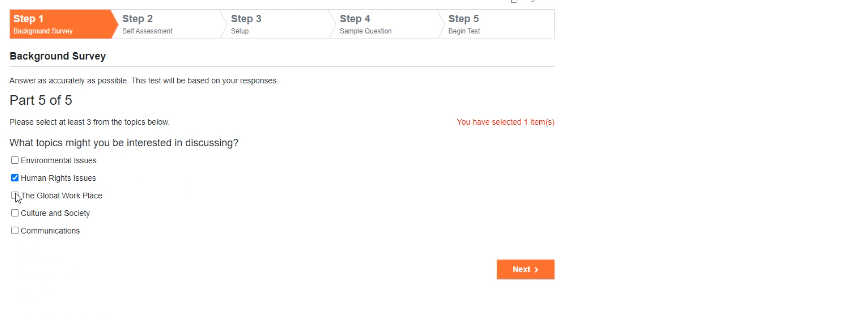 Step 1
Background Survey
Step 2
Self Assessment
Step 3
Setup
Step 4
Sample Question
Step 5
Begin Test
Background Survey
Answer as accurately as possible. This test will be based on your responses.
Part 5 of 5
Please select at least 3 from the topics below.
You have selected 1 item(s)
What topics might you be interested in discussing?
Environmental Issues
Human Rights Issues
The Global Work Place
Culture and Society
Communications
Next